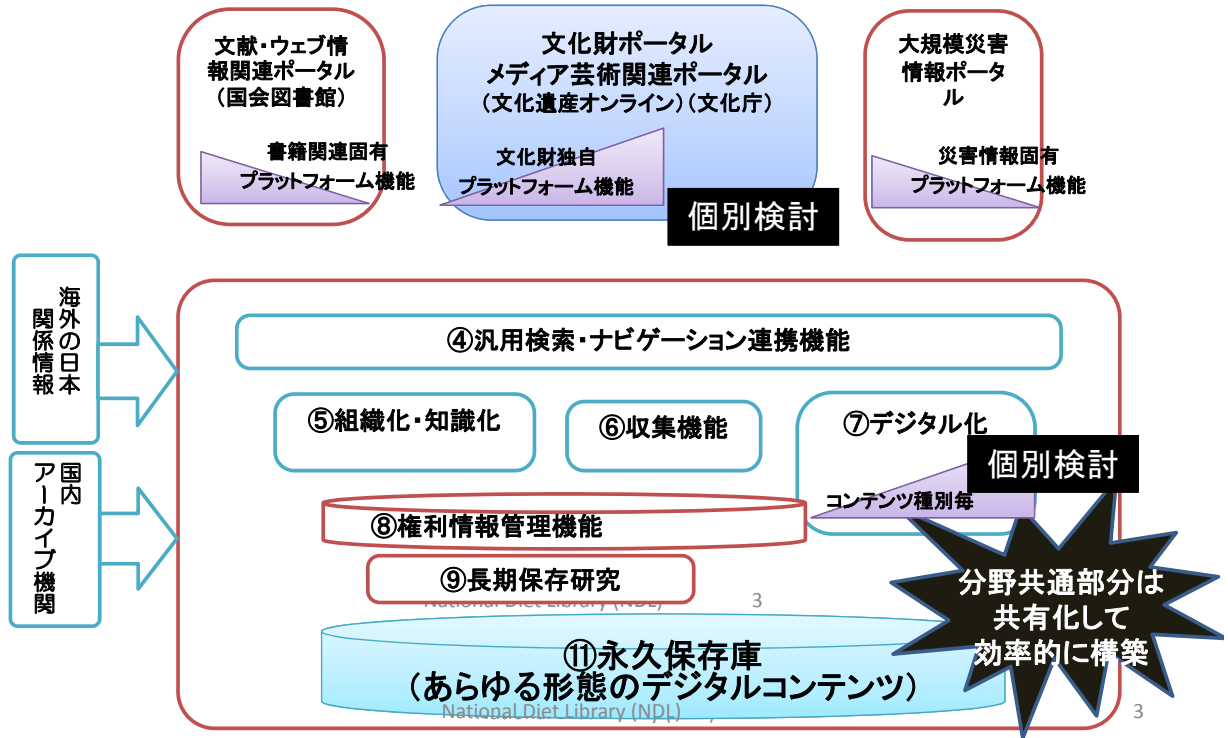 文献・ウェブ情
報関連ポータル
(国会図書館)
書籍関連固有
プラットフォーム機能
文化財ポータル
メディア芸術関連ポータル
(文化遺産オンライン)(文化庁)
文化財独自
プラットフォーム機能
個別検討
大規模災害
情報ポータ
ル
災害情報固有
プラットフォーム機能
海外の日本
関係情報
国内
アーカイブ機関
④汎用検索・ナビゲーション連携機能
⑤組織化・知識化
⑥収集機能
⑦デジタル化
個別検討
コンテンツ種別毎
⑧権利情報管理機能
⑨長期保存研究
National Diet Library (NDL)
3
分野共通部分は
共有化して
効率的に構築
⑪永久保存庫
(あらゆる形態のデジタルコンテンツ)
National Diet Library (NDL)
3